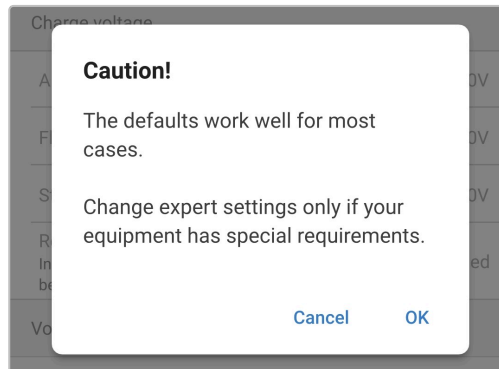 Charge voltage
Caution!
The defaults work well for most
cases.
Change expert settings only if your
equipment has special requirements.
Cancel
OK